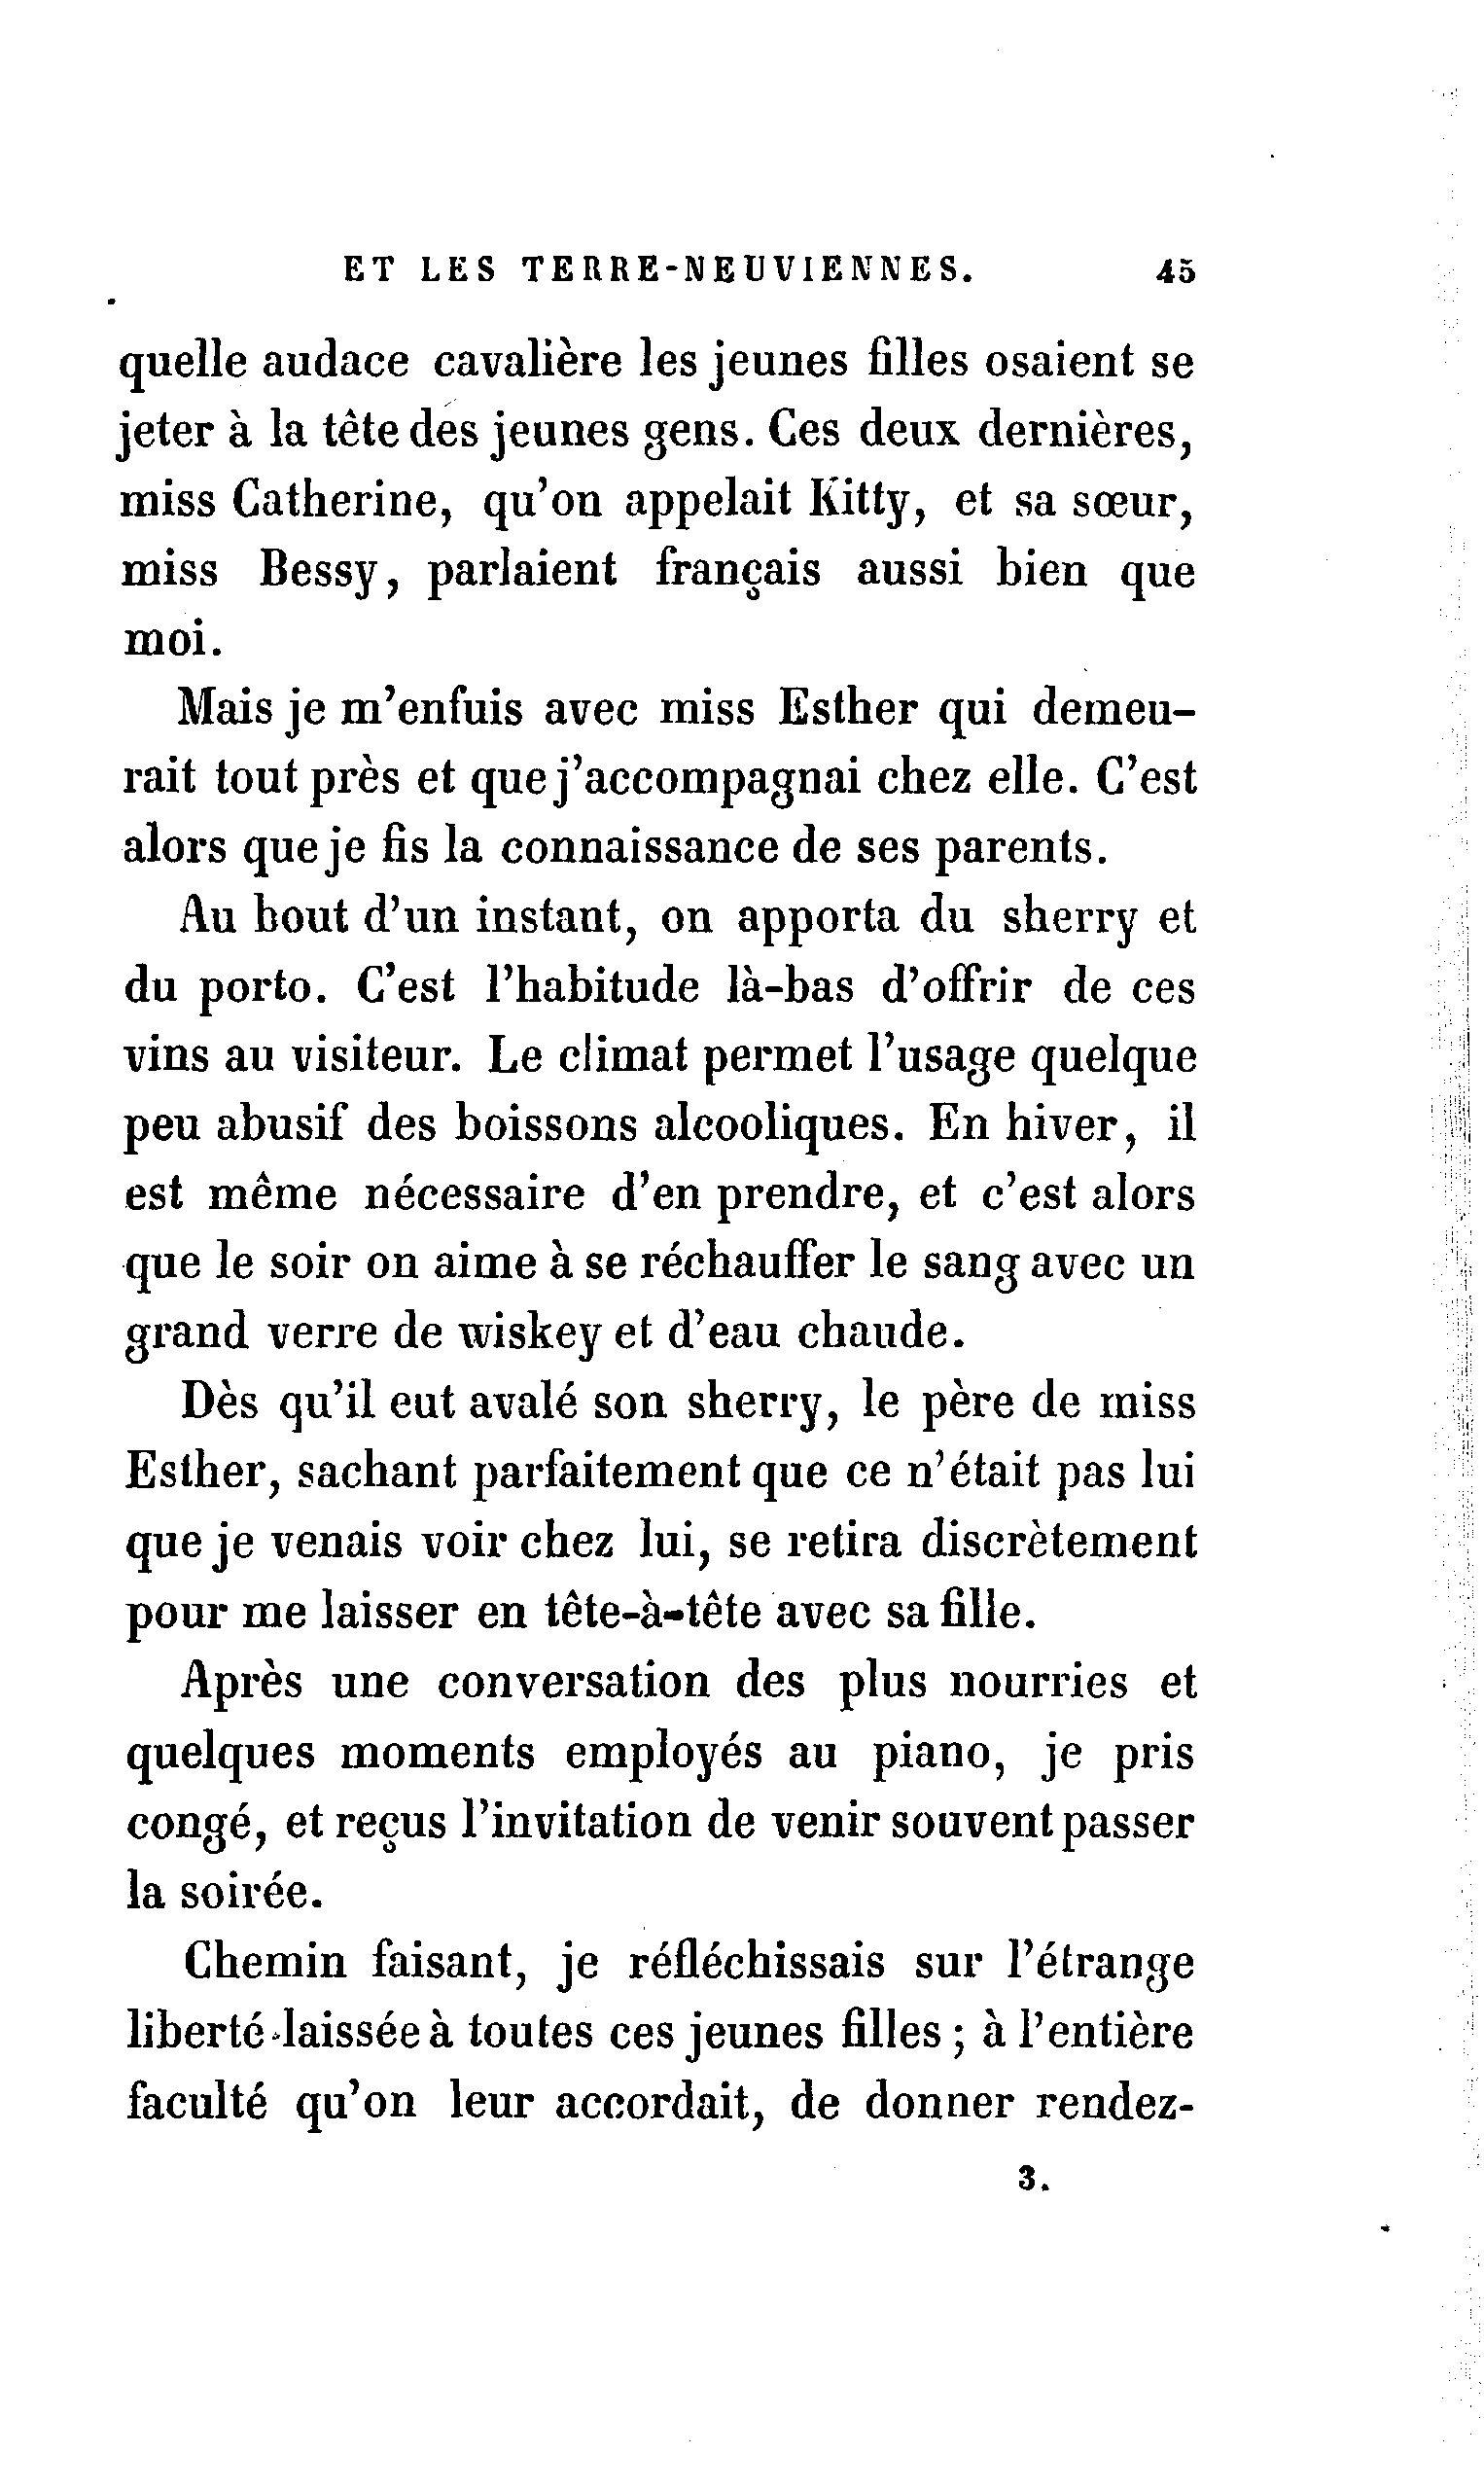 ET LES TERRE-NEUVIENNES. 45
quelle audace cavalière les jeunes filles osaient se
jeter à la tête des jeunes gens. Ces deux dernières,
miss Catherine, qu'on appelait Kitty, et sa sœur,
miss Bessy, parlaient français aussi bien que
moi.
Mais je m'enfuis avec miss Esther qui demeu-
rait tout près et que j'accompagnai chez elle. C'est
alors que je fis la connaissance de ses parents.
Au bout d'un instant, on apporta du sherry et
du porto. C'est l'habitude là-bas d'offrir de ces
vins au visiteur. Le climat permet l'usage quelque
peu abusif des boissons alcooliques. En hiver, il
est même nécessaire d'en prendre, et c'est alors
que le soir on aime à se réchauffer le sang avec un
grand verre de wiskey et d'eau chaude.
Dès qu'il eut avalé son sherry, le père de miss
Esther, sachant parfaitement que ce n'était pas lui
que je venais voir chez lui, se retira discrètement
pour me laisser en tête-à-tête avec sa fille.
Après une conversation des plus nourries et
quelques moments employés au piano, je pris
congé, et reçus l'invitation de venir souvent passer
la soirée.
Chemin faisant, je réfléchissais sur l'étrange
liberté laissée à toutes ces jeunes filles ; à l'entière
faculté qu'on leur accordait, de donner rendez-
3.